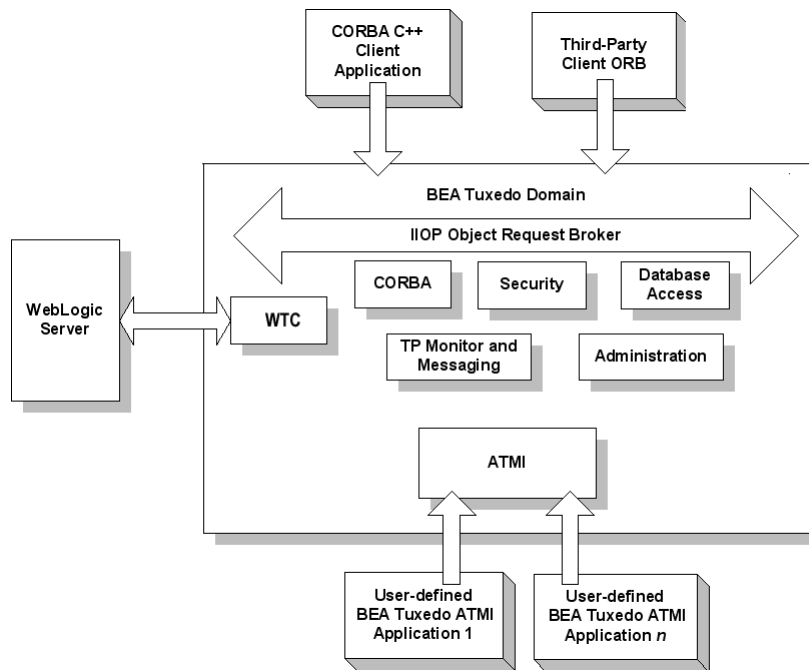 CORBA C++
Client
Application
Third-Party
Client ORB
BEA Tuxedo Domain
IIOP Object Request Broker
CORBA
Security
Database
Access
WebLogic
Server
WTC
TP Monitor and
Messaging
Administration
ATMI
User-defined
BEA Tuxedo ATMI
Application 1
User-defined
BEA Tuxedo ATMI
Application n